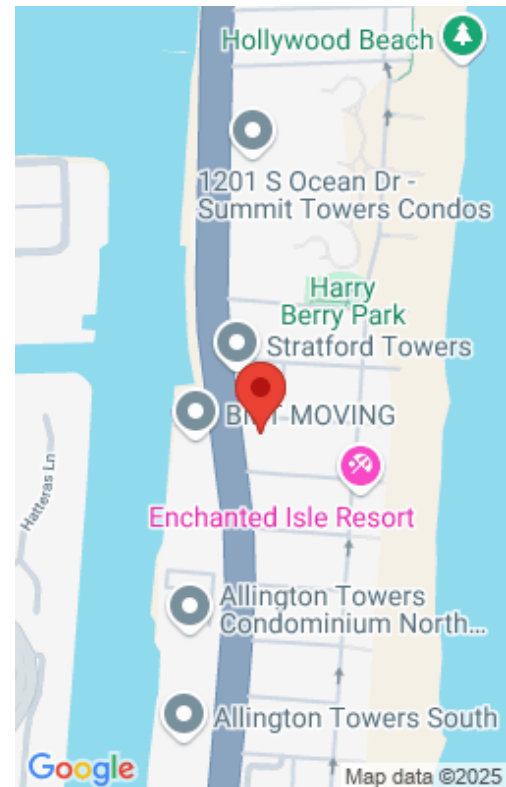 Hollywood Beach
1201 S Ocean Dr -
Summit Towers Condos
Harry
Berry Park
Stratford Towers
MOVING
Enchanted Isle Resort
Hatteras Ln
Allington Towers
Condominium North...
Allington Towers South
Google
Map data ©2025